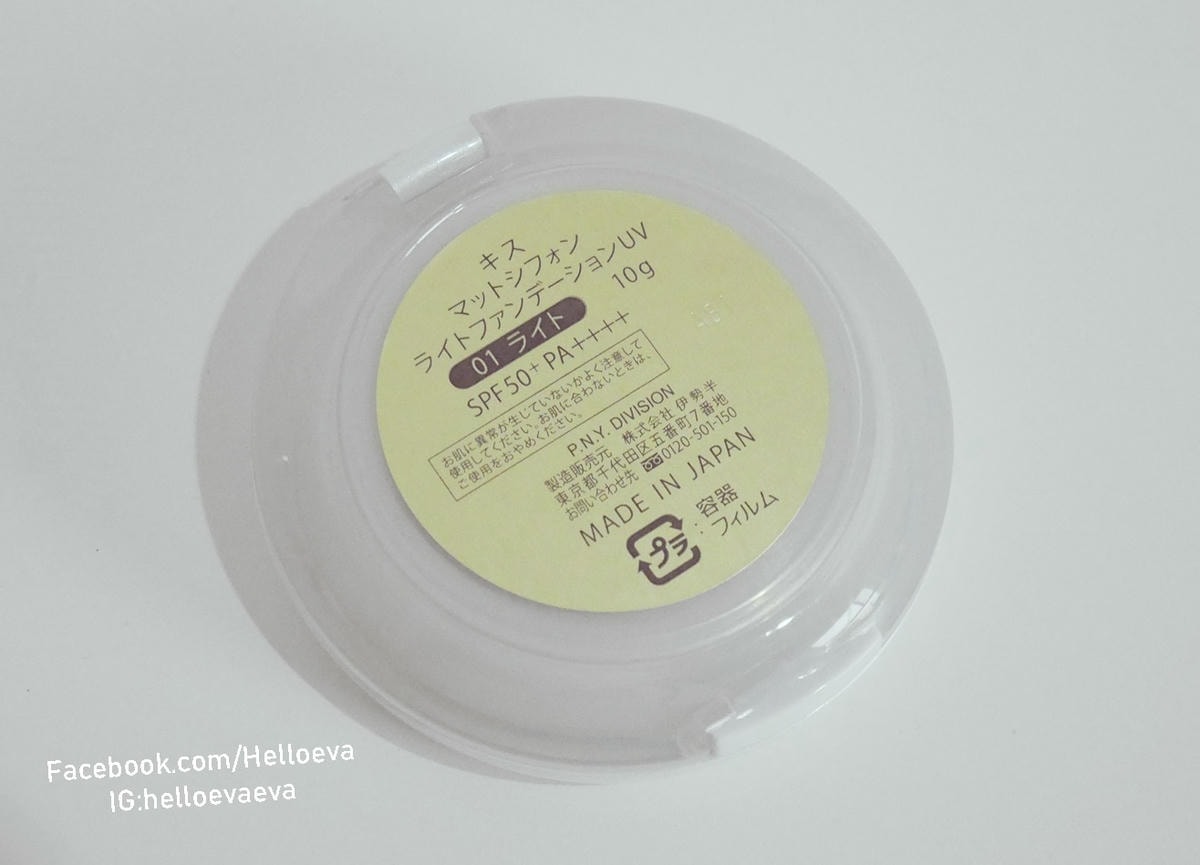 キス
マットシフォン
ライトファンデーションUV
01 ライト 10g
SPF50+ PA++++
お肌に異常が生じていないかよく注意して
使用してください。お肌に合わないときは、
ご使用をおやめください。
P.N.Y. DIVISION
製造販売元 株式会社 伊勢半
東京都千代田区五番町7番地
お問い合わせ先 0120-501-150
MADE IN JAPAN
プラ : 容器
フィルム
Facebook.com/Helloeva
IG:helloevaeva